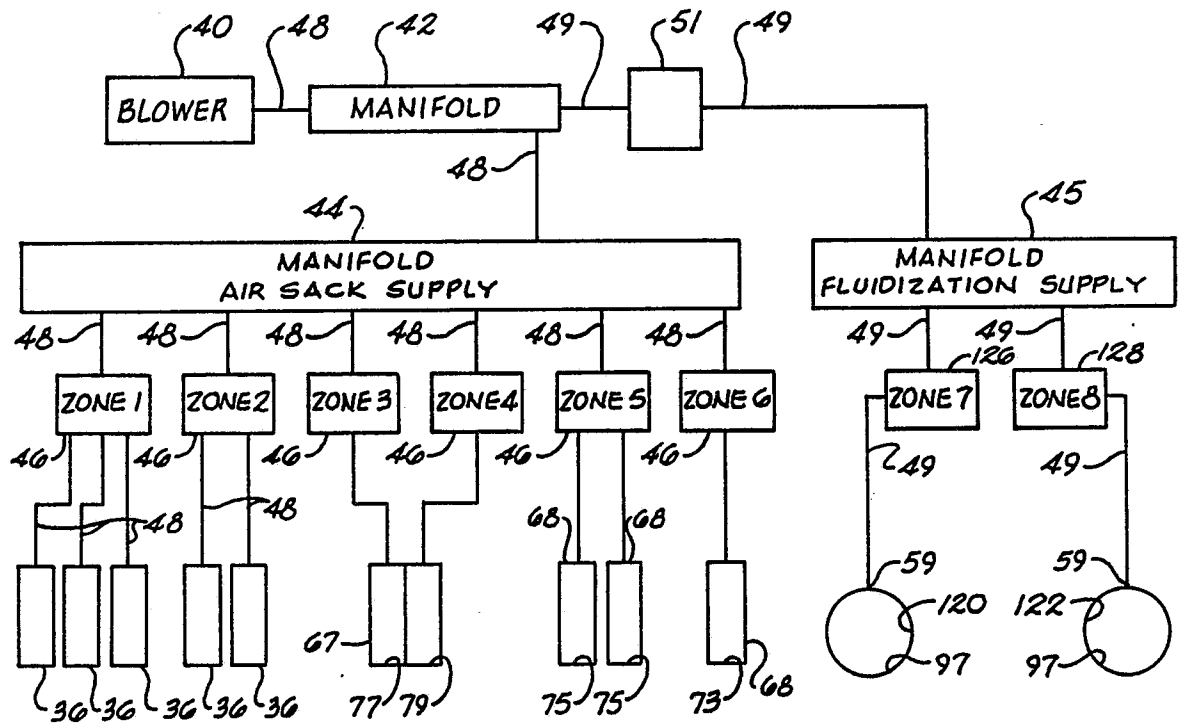 40 48 42 49 51 49
BLOWER MANIFOLD
48
44 45
MANIFOLD
AIR SACK SUPPLY
MANIFOLD
FLUIDIZATION SUPPLY
48 48 48 48 48 48 49 49
126 128
ZONE 1 ZONE 2 ZONE 3 ZONE 4 ZONE 5 ZONE 6 ZONE 7 ZONE 8
46 46 46 46 46 46 49 49
48 48 68 68
59 59
120 122
67
97 97
36 36 36 36 36 77 79 75 75 73 68